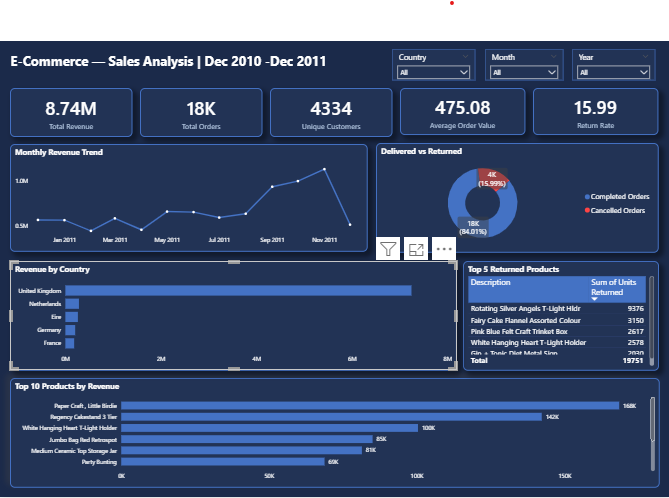 E-Commerce — Sales Analysis | Dec 2010 -Dec 2011
Country
All
Month
All
Year
All
8.74M
Total Revenue
18K
Total Orders
4334
Unique Customers
475.08
Average Order Value
15.99
Return Rate
Monthly Revenue Trend
1.0M
0.5M
Jan 2011 Mar 2011 May 2011 Jul 2011 Sep 2011 Nov 2011
Delivered vs Returned
4K
(15.99%)
18K
(84.01%)
Completed Orders
Cancelled Orders
Revenue by Country
United Kingdom
Netherlands
Eire
Germany
France
0M 2M 4M 6M 8M
Top 5 Returned Products
Description Sum of Units
Returned
Rotating Silver Angels T-Light Hldr 9376
Fairy Cake Flannel Assorted Colour 3150
Pink Blue Felt Craft Trinket Box 2617
White Hanging Heart T-Light Holder 2578
Gin + Tonic Diet Metal Sign 2030
Total 19751
Top 10 Products by Revenue
Paper Craft , Little Birdie 168K
Regency Cakestand 3 Tier 142K
White Hanging Heart T-Light Holder 100K
Jumbo Bag Red Retrospot 85K
Medium Ceramic Top Storage Jar 81K
Party Bunting 69K
0K 50K 100K 150K